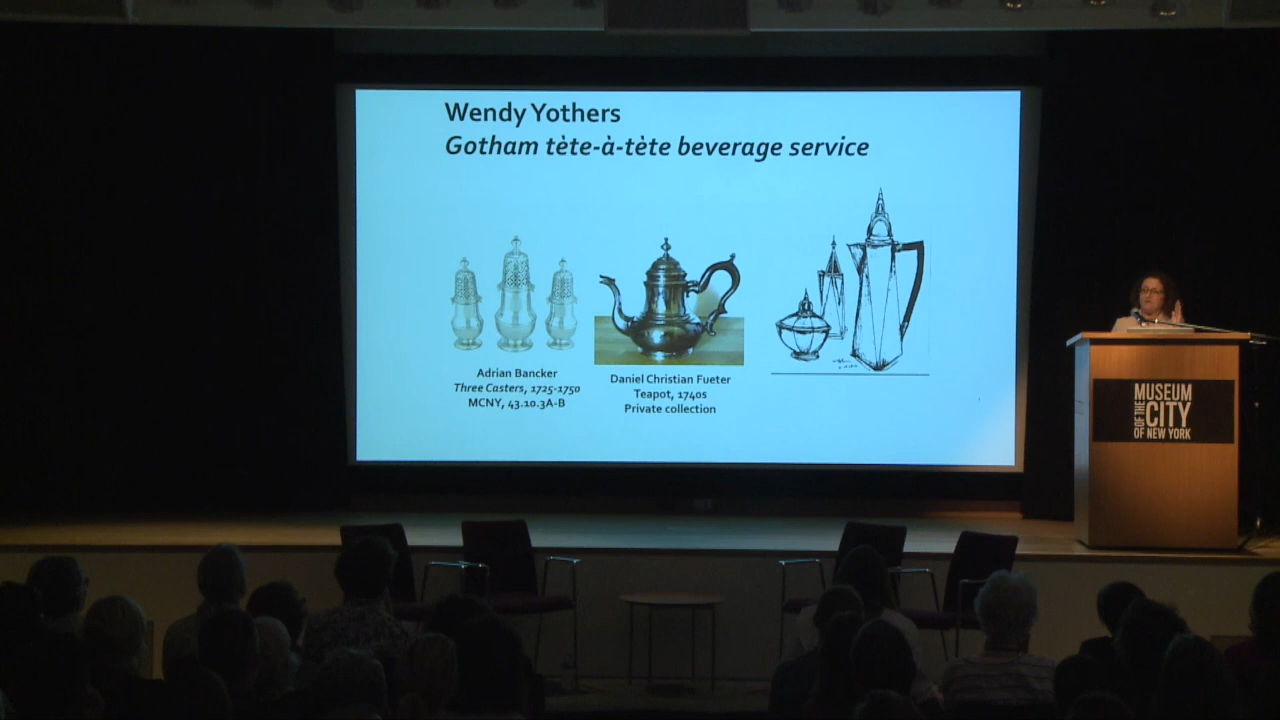 Wendy Yothers
Gotham tète-à-tète beverage service
Adrian Bancker
Three Casters, 1725-1750
MCNY, 43.10.3A-B
Daniel Christian Fueter
Teapot, 1740s
Private collection
MUSEUM
OF THE CITY
OF NEW YORK